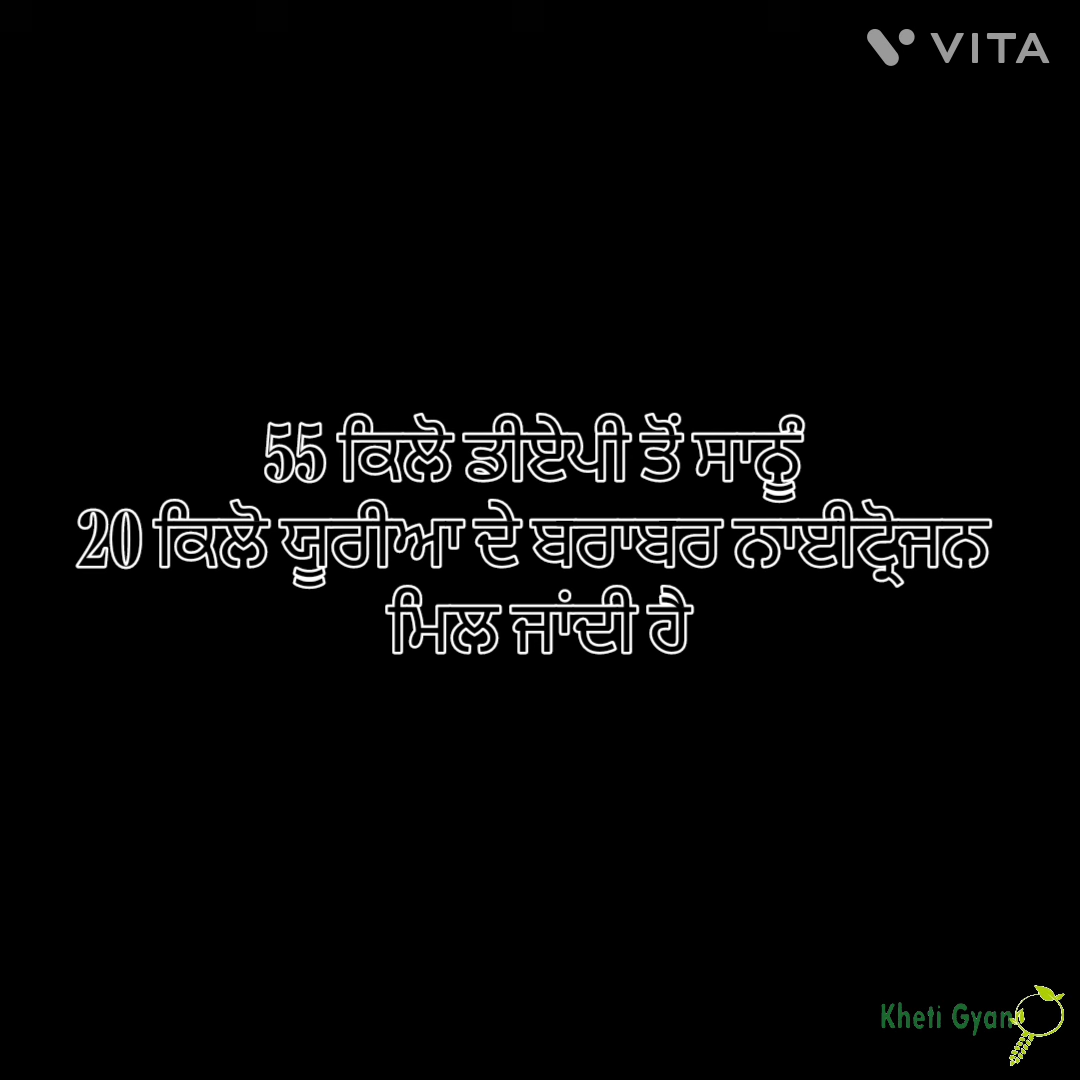 VITA
55 ਕਿਲੋ ਡੀਏਪੀ ਤੋਂ ਸਾਨੂੰ
20 ਕਿਲੋ ਯੂਰੀਆ ਦੇ ਬਰਾਬਰ ਨਾਈਟ੍ਰੋਜਨ
ਮਿਲ ਜਾਂਦੀ ਹੈ
Kheti Gyan